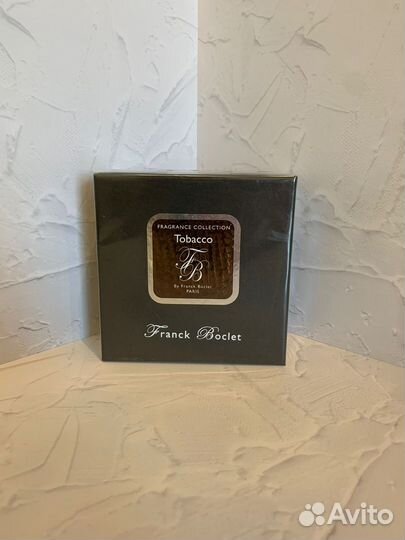 FRAGRANCE COLLECTION
Tobacco
FB
By Franck Boclet
PARIS
Franck Boclet
Avito